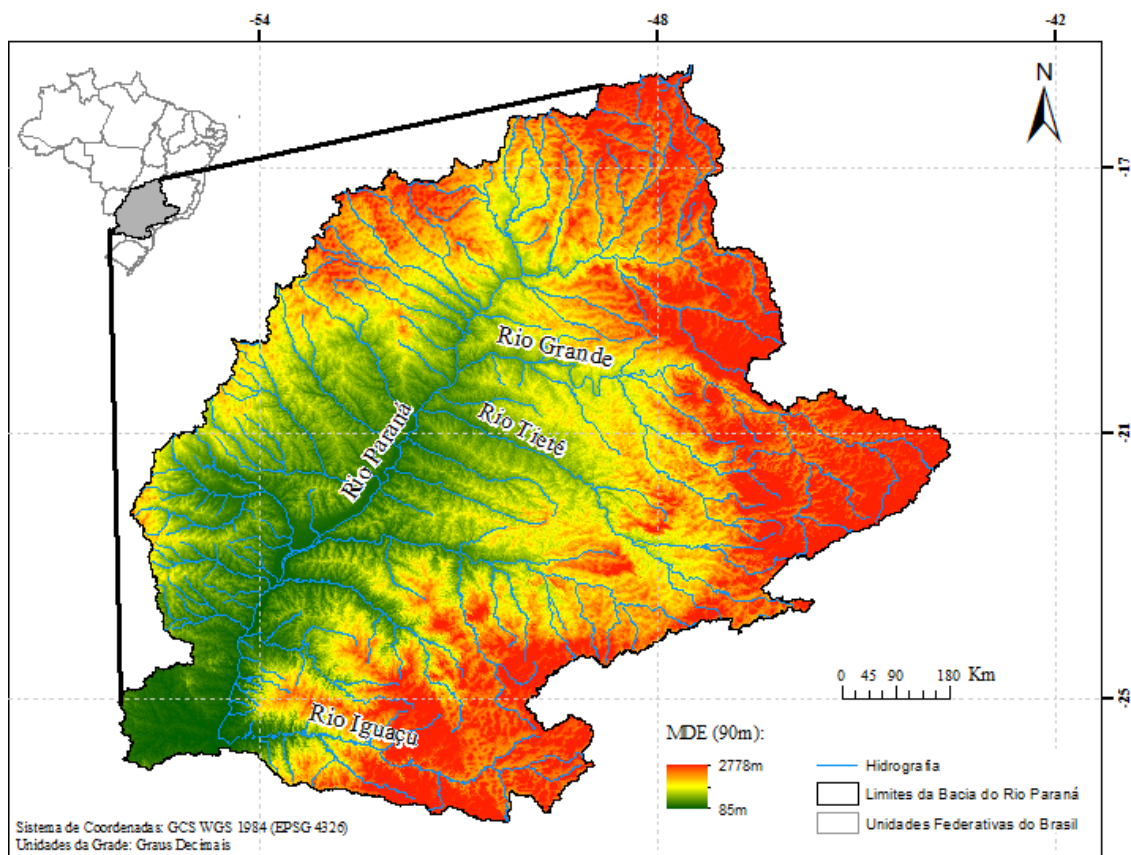 -54
-48
-42
N
-17
Rio Grande
Rio Tietê
Rio Paraná
-21
0 45 90 180 Km
-25
Rio Iguaçu
MDE (90m):
2778m
85m
Hidrografia
Limites da Bacia do Rio Paraná
Unidades Federativas do Brasil
Sistema de Coordenadas: GCS WGS 1984 (EPSG 4326)
Unidades da Grade: Graus Decimais